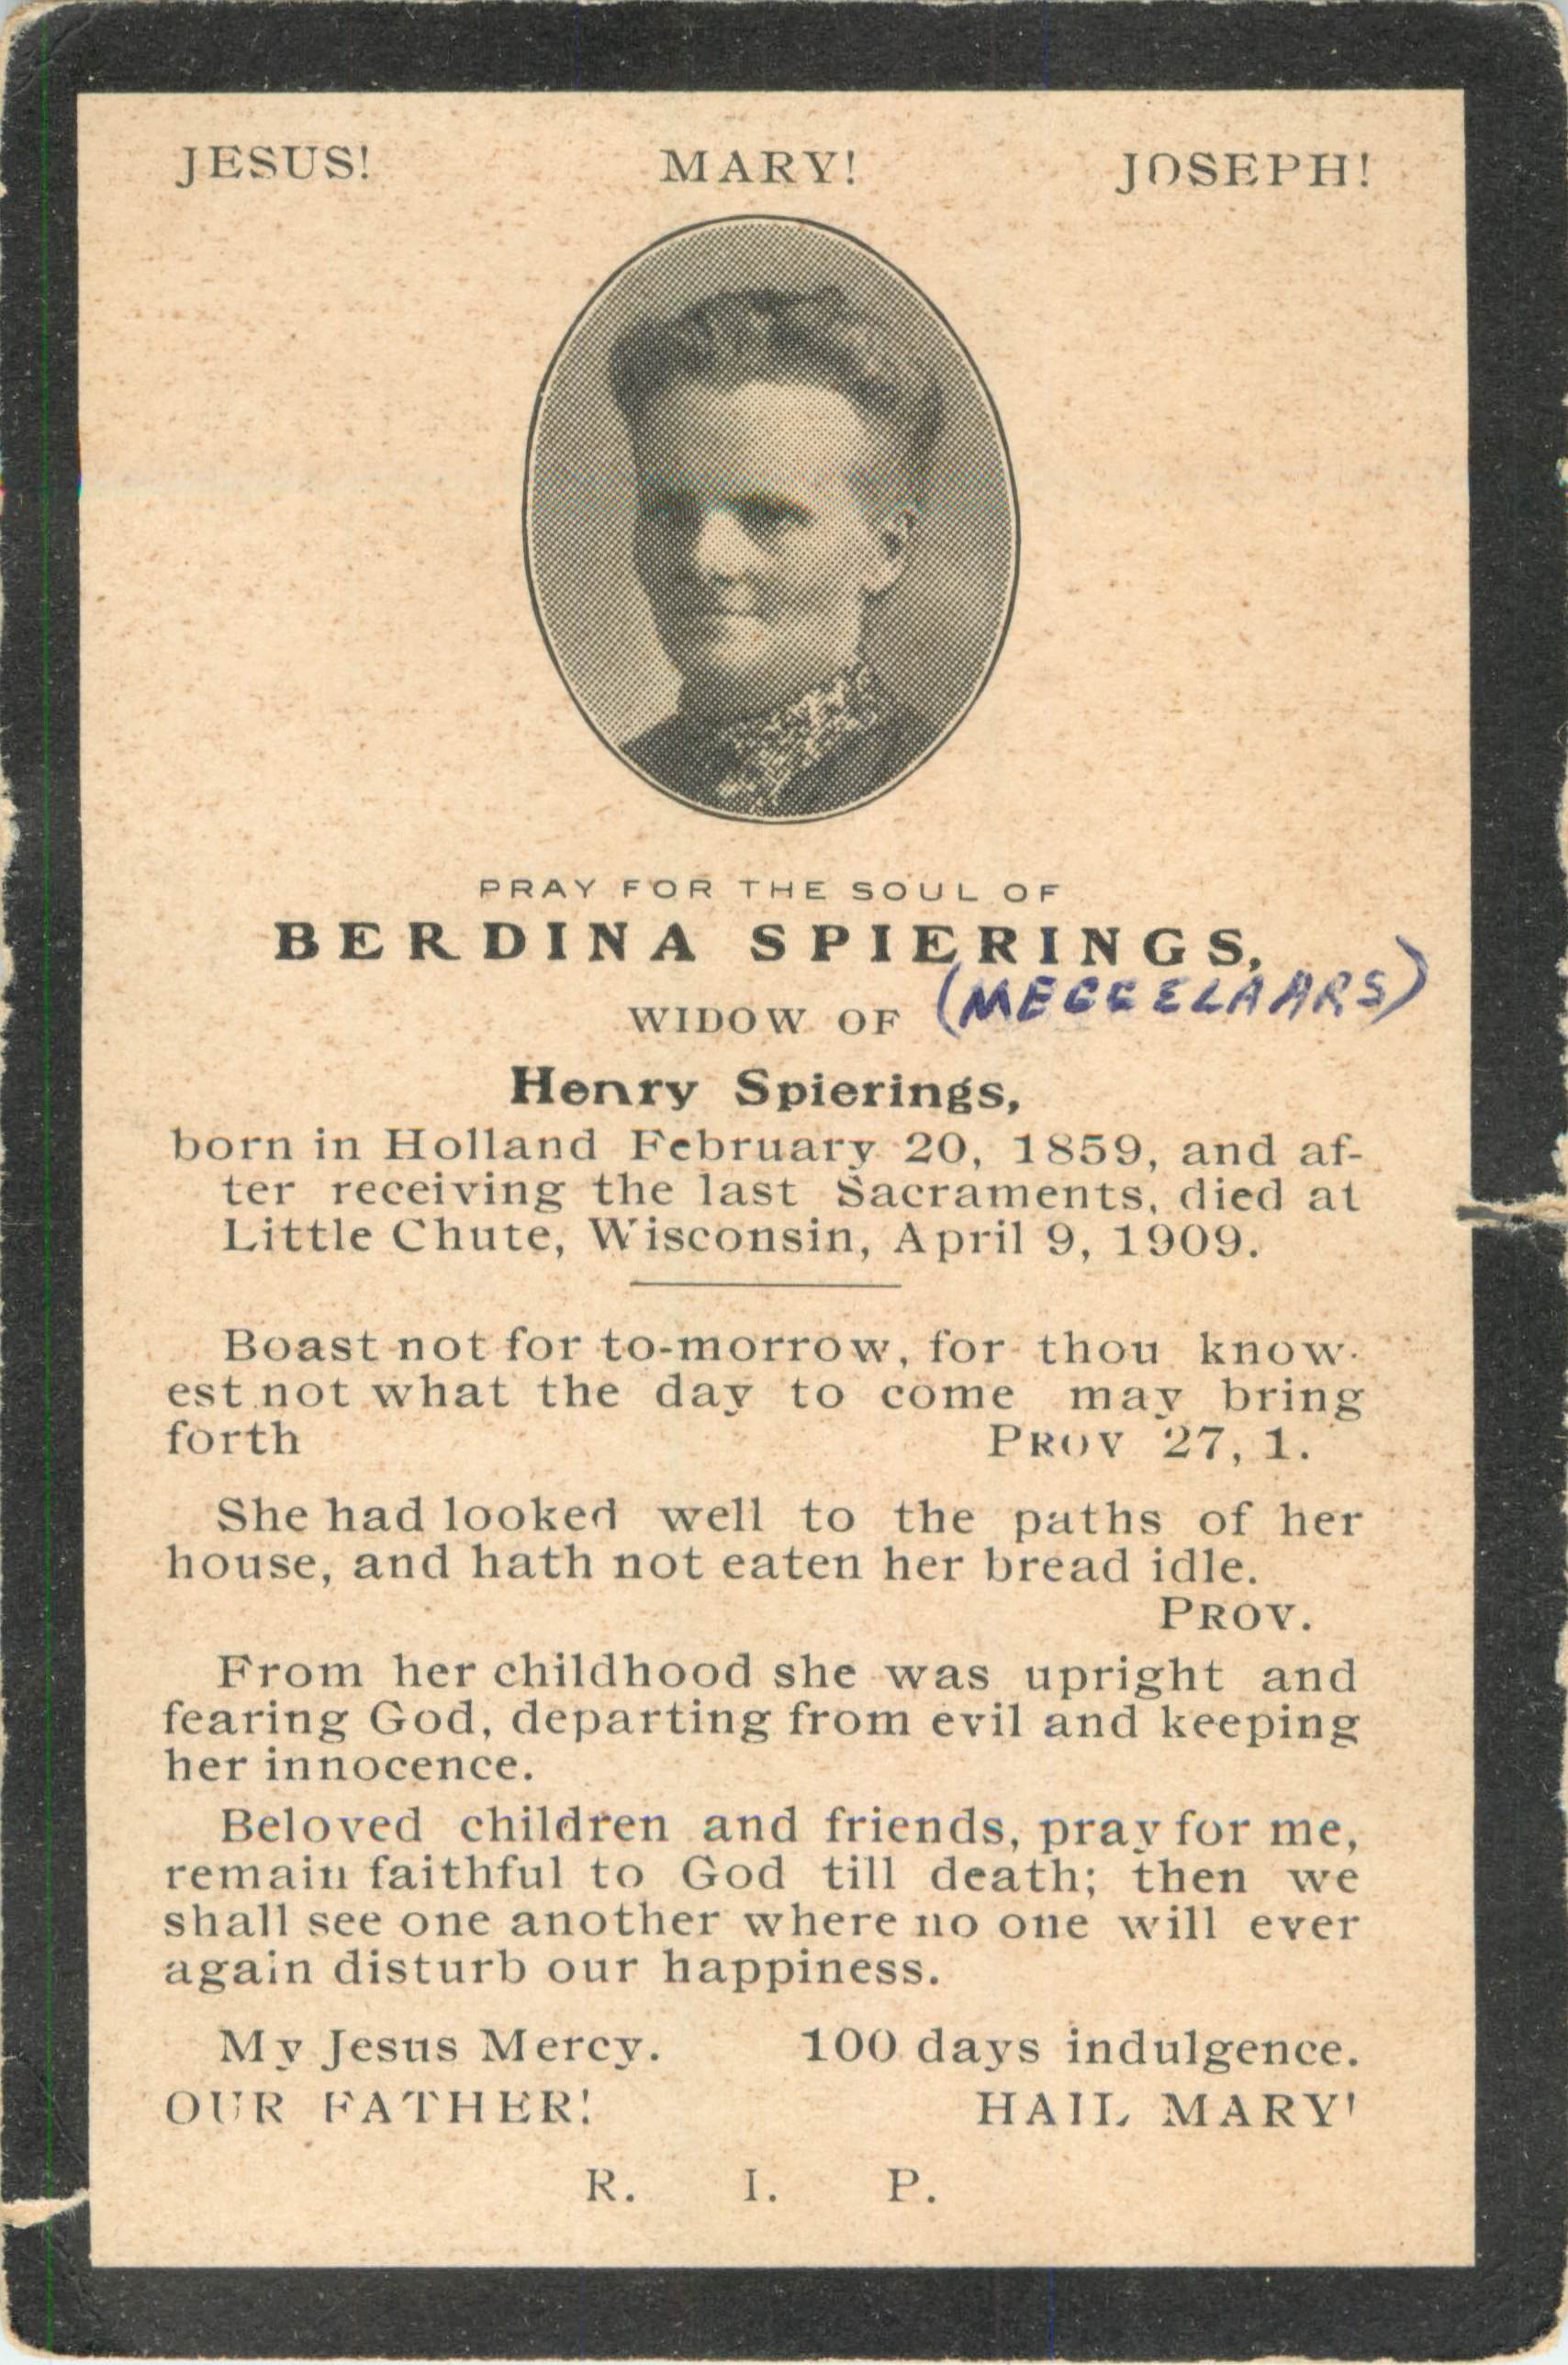 JESUS! MARY! JOSEPH!
PRAY FOR THE SOUL OF
BERDINA SPIERINGS,
(MEGGELAARS)
WIDOW OF
Henry Spierings,
born in Holland February 20, 1859, and af-
ter receiving the last Sacraments, died at
Little Chute, Wisconsin, April 9, 1909.
Boast not for to-morrow, for thou know-
est not what the day to come may bring
forth PROV 27, 1.
She had looked well to the paths of her
house, and hath not eaten her bread idle.
PROV.
From her childhood she was upright and
fearing God, departing from evil and keeping
her innocence.
Beloved children and friends, pray for me,
remain faithful to God till death; then we
shall see one another where no one will ever
again disturb our happiness.
My Jesus Mercy. 100 days indulgence.
OUR FATHER! HAIL MARY!
R. I. P.